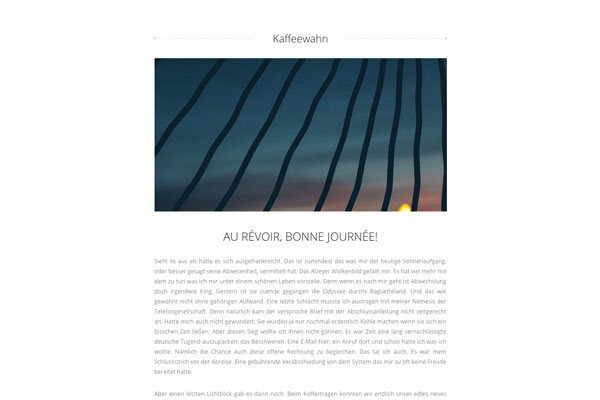 Kaffeewahn
AU RÉVOIR, BONNE JOURNÉE!
Sieht so aus als hätte es sich ausgefrankreicht. Das ist zumindest das was mir der heutige Sonnenaufgang,
oder besser gesagt seine Abwesenheit, vermittelt hat. Das Alzeyer Wolkenbild gefällt mir. Es hat viel mehr mit
dem zu tun was ich mir unter einem schönen Leben vorstelle. Denn wenn es nach mir geht ist Abwechslung
doch irgendwie King. Gestern ist sie zuende gegangen die Odyssee durchs Baguetteland. Und das wie
gewohnt nicht ohne gehörigen Aufwand. Eine letzte Schlacht musste ich austragen mit meiner Nemesis der
Telefongesellschaft. Denn natürlich kam der versproche Brief mit der Abschlussanleitung nicht zeitgerecht
an. Hätte mich auch nicht gewundert. Sie würden ja nur nochmal ordentlich Kohle machen wenn sie sich ein
bisschen Zeit ließen. Aber diesen Sieg wollte ich ihnen nicht gönnen. Es war Zeit eine lang vernachlässigte
deutsche Tugend auszupacken: das Beschweren. Eine E-Mail hier, ein Anruf dort und schon hatte ich was ich
wollte. Nämlich die Chance auch diese offene Rechnung zu begleichen. Das tat ich auch. Es war mein
Schlussstrich vor der Abreise. Eine gebührende Verabschiedung von dem System das mir zu oft keine Freude
bereitet hatte.
Aber einen letzten Lichtblick gab es dann noch. Beim Koffertragen konnten wir endlich unser edles neues